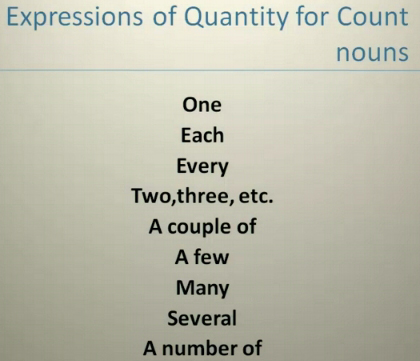 Expressions of Quantity for Count
nouns
One
Each
Every
Two,three, etc.
A couple of
A few
Many
Several
A number of